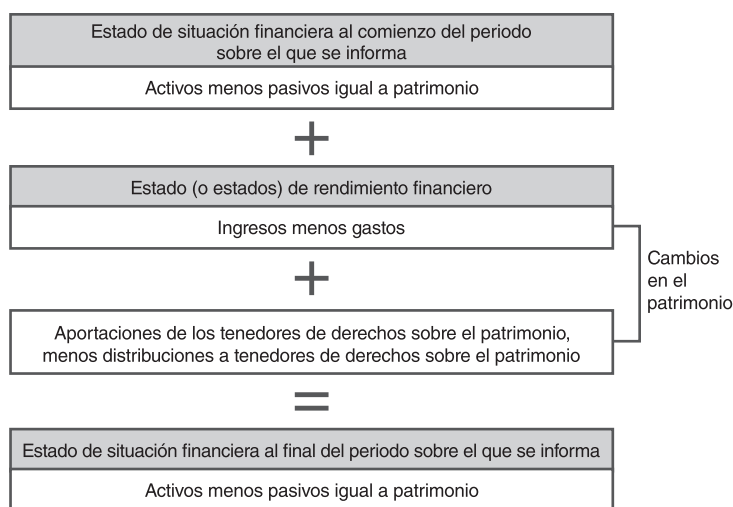 Estado de situación financiera al comienzo del periodo
sobre el que se informa
Activos menos pasivos igual a patrimonio
+
Estado (o estados) de rendimiento financiero
Ingresos menos gastos
+
Cambios
en el
patrimonio
Aportaciones de los tenedores de derechos sobre el patrimonio,
menos distribuciones a tenedores de derechos sobre el patrimonio
=
Estado de situación financiera al final del periodo sobre el que se informa
Activos menos pasivos igual a patrimonio